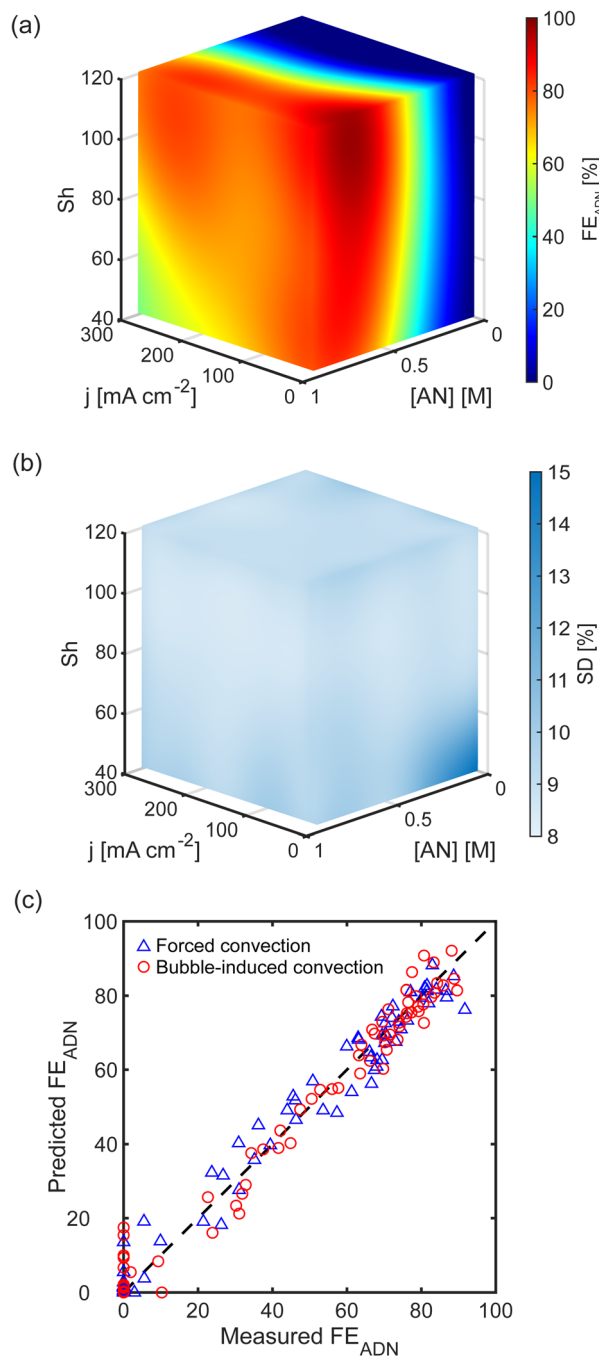 (a)
120
100
80
60
40
Sh
300
200
100
0
j [mA cm-2]
1
0.5
0
[AN] [M]
100
80
60
40
20
0
FE_ADN [%]
(b)
120
100
80
60
40
Sh
300
200
100
0
j [mA cm-2]
1
0.5
0
[AN] [M]
15
14
13
12
11
10
9
8
SD [%]
(c)
100
80
60
40
20
0
Predicted FE_ADN
Forced convection
Bubble-induced convection
0 20 40 60 80 100
Measured FE_ADN